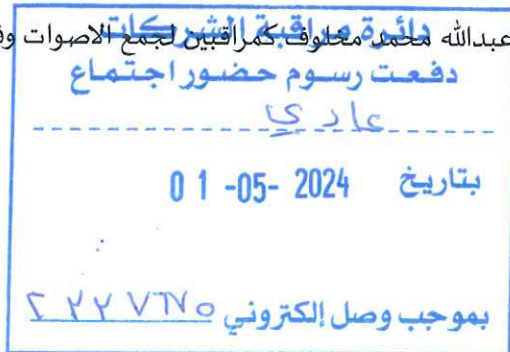 عبدالله محمد مخلوف كمراقبين لجمع الاصوات
دائرة مراقبة الشركات
دفعت رسوم حضور اجتماع
عادي
بتاريخ 01 -05- 2024
بموجب وصل إلكتروني